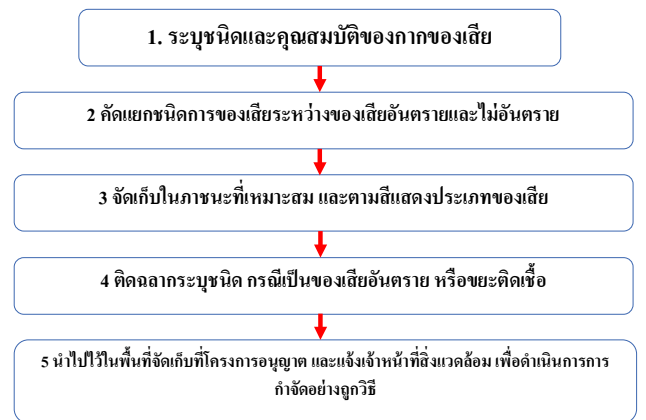 1. ระบุชนิดและคุณสมบัติของกากของเสีย
2 คัดแยกชนิดการของเสียระหว่างของเสียอันตรายและไม่อันตราย
3 จัดเก็บในภาชนะที่เหมาะสม และตามสีแสดงประเภทของเสีย
4 ติดฉลากระบุชนิด กรณีเป็นของเสียอันตราย หรือขยะติดเชื้อ
5 นำไปไว้ในพื้นที่จัดเก็บที่โครงการอนุญาต และแจ้งเจ้าหน้าที่สิ่งแวดล้อม เพื่อดำเนินการการ
กำจัดอย่างถูกวิธี